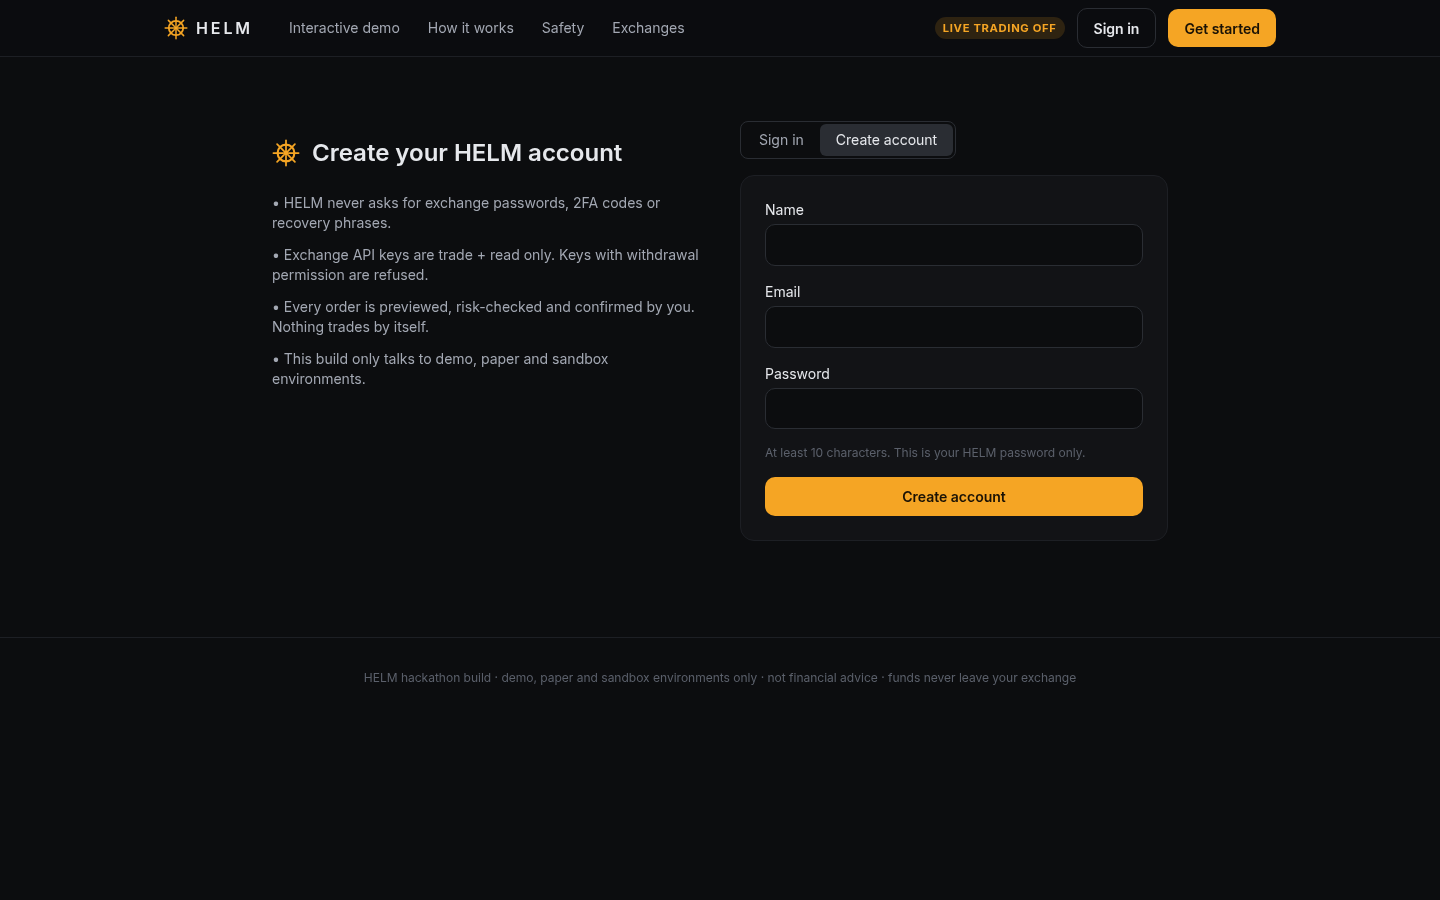 HELM
Interactive demo
How it works
Safety
Exchanges
LIVE TRADING OFF
Sign in
Get started
Create your HELM account
• HELM never asks for exchange passwords, 2FA codes or
recovery phrases.
• Exchange API keys are trade + read only. Keys with withdrawal
permission are refused.
• Every order is previewed, risk-checked and confirmed by you.
Nothing trades by itself.
• This build only talks to demo, paper and sandbox
environments.
Sign in
Create account
Name
Email
Password
At least 10 characters. This is your HELM password only.
Create account
HELM hackathon build · demo, paper and sandbox environments only · not financial advice · funds never leave your exchange